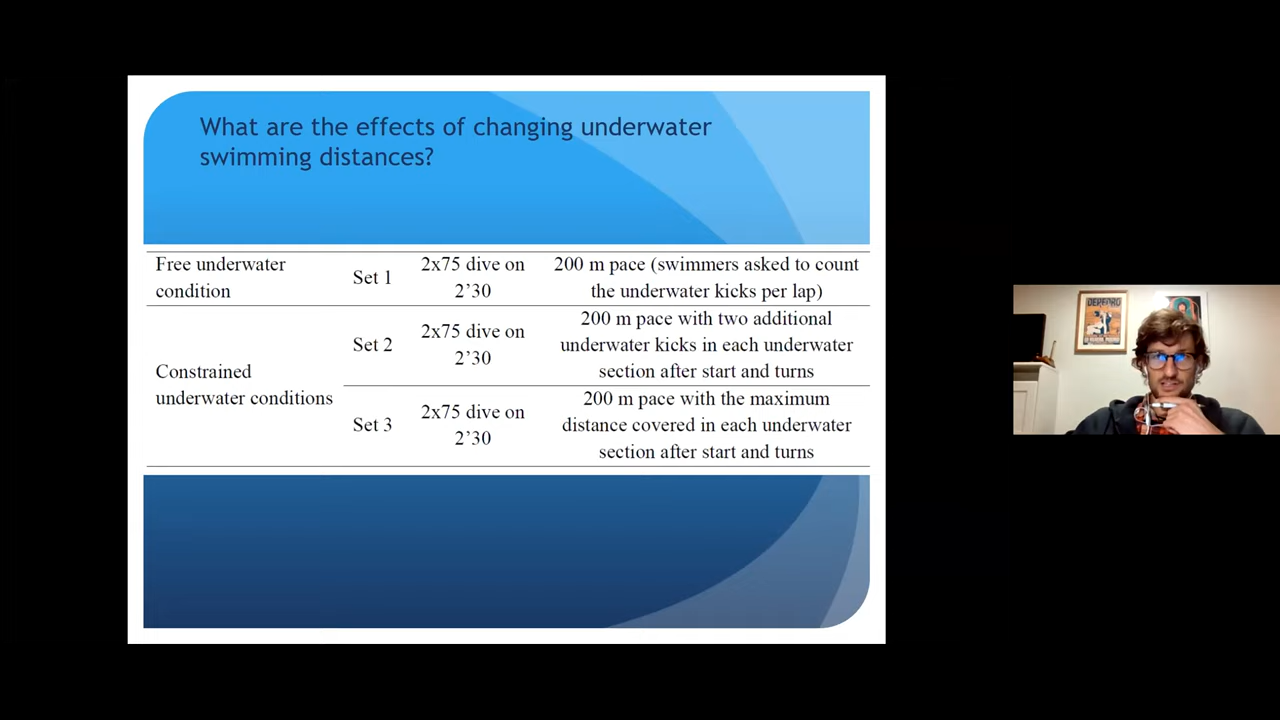 What are the effects of changing underwater
swimming distances?
Free underwater
condition
Set 1
2x75 dive on
2’30
200 m pace (swimmers asked to count
the underwater kicks per lap)
Constrained
underwater conditions
Set 2
2x75 dive on
2’30
200 m pace with two additional
underwater kicks in each underwater
section after start and turns
Set 3
2x75 dive on
2’30
200 m pace with the maximum
distance covered in each underwater
section after start and turns